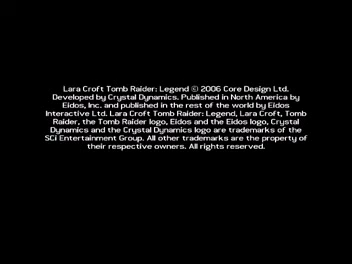 Lara Croft Tomb Raider: Legend © 2006 Core Design Ltd.
Developed by Crystal Dynamics. Published in North America by
Eidos, Inc. and published in the rest of the world by Eidos
Interactive Ltd. Lara Croft Tomb Raider: Legend, Lara Croft, Tomb
Raider, the Tomb Raider logo, Eidos and the Eidos logo, Crystal
Dynamics and the Crystal Dynamics logo are trademarks of the
SCi Entertainment Group. All other trademarks are the property of
their respective owners. All rights reserved.